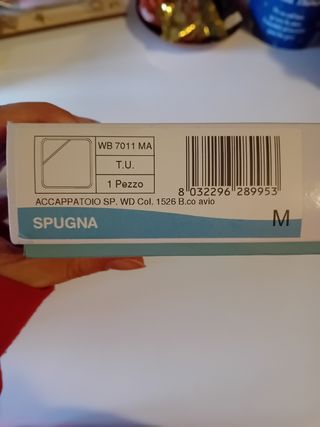 WB 7011 MA
T.U.
1 Pezzo
8 032296 289953
ACCAPPATOIO SP. WD Col. 1526 B.co avio
SPUGNA
M